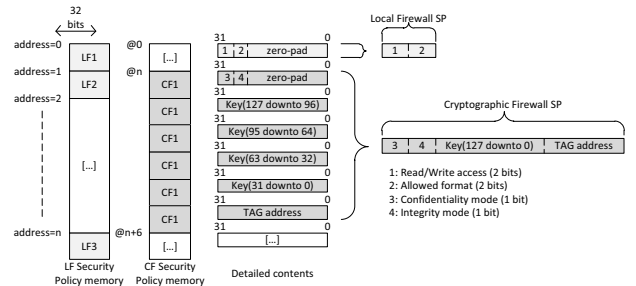 32
bits
address=0
LF1
address=1
LF2
address=2
[...]
address=n
LF3
LF Security
Policy memory
@0
[...]
@n
CF1
CF1
CF1
CF1
CF1
CF1
@n+6
[...]
CF Security
Policy memory
31 0
1 2 zero-pad
31 0
3 4 zero-pad
31 0
Key(127 downto 96)
31 0
Key(95 downto 64)
31 0
Key(63 downto 32)
31 0
Key(31 downto 0)
31 0
TAG address
31 0
[...]
Detailed contents
Local Firewall SP
1 2
Cryptographic Firewall SP
3 4 Key(127 downto 0) TAG address
1: Read/Write access (2 bits)
2: Allowed format (2 bits)
3: Confidentiality mode (1 bit)
4: Integrity mode (1 bit)